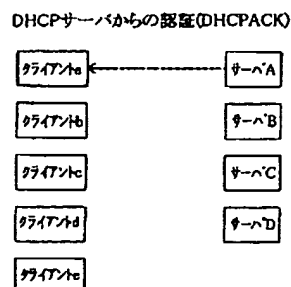 DHCPサーバからの認証(DHCPACK)
クライアントa
サーバA
クライアントb
サーバB
クライアントc
サーバC
クライアントd
サーバD
クライアントe